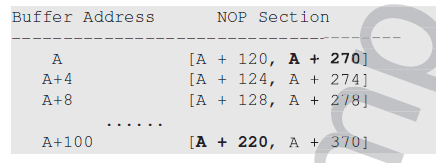 Buffer Address NOP Section
----------------------------------------
A [A + 120, A + 270]
A+4 [A + 124, A + 274]
A+8 [A + 128, A + 278]
......
A+100 [A + 220, A + 370]